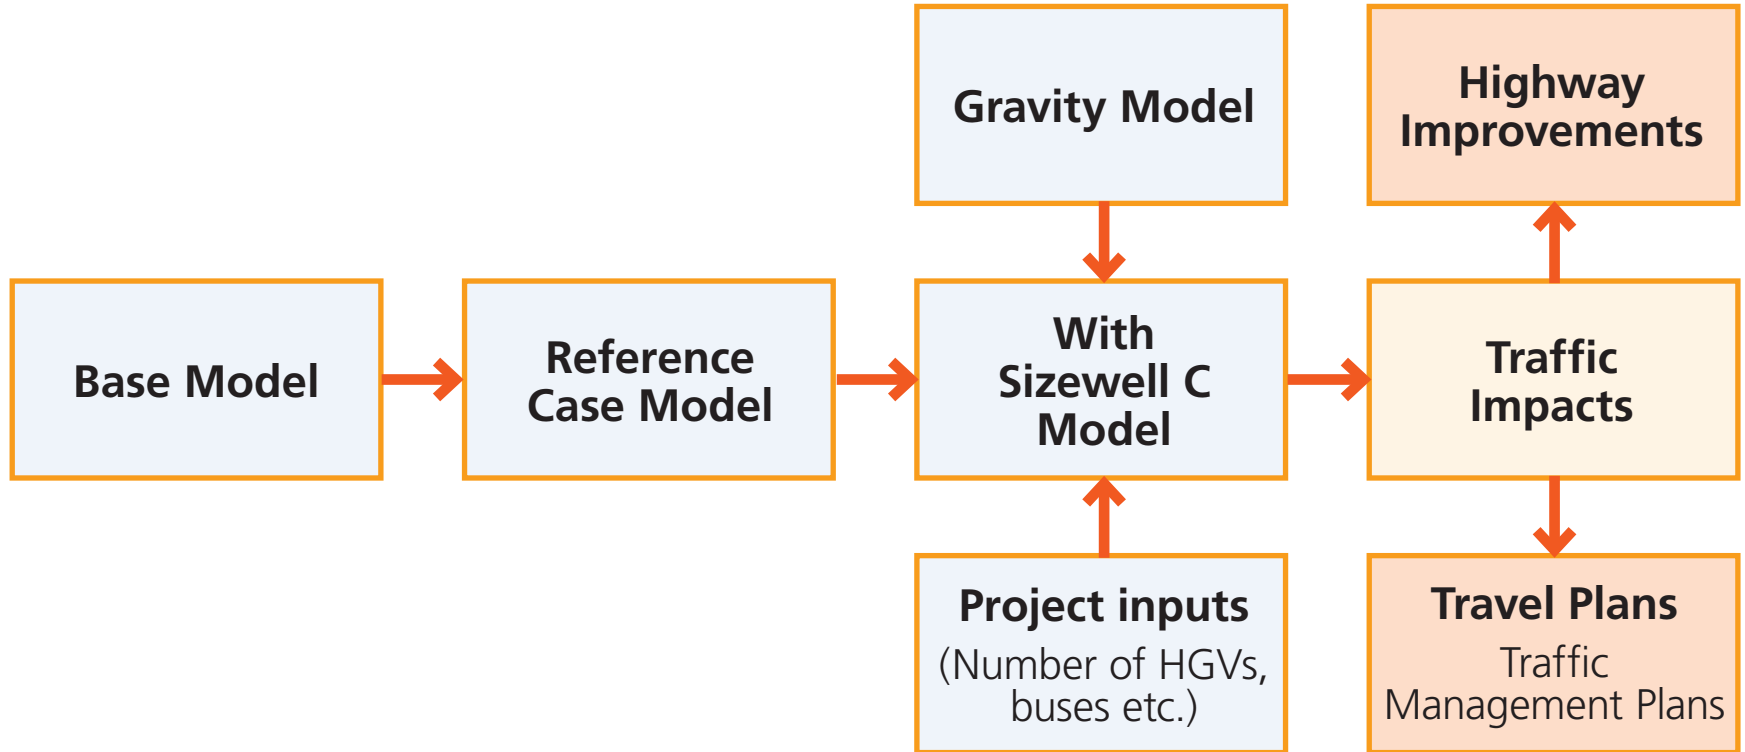 Gravity Model
Highway
Improvements
Base Model
Reference
Case Model
With
Sizewell C
Model
Traffic
Impacts
Project inputs
(Number of HGVs,
buses etc.)
Travel Plans
Traffic
Management Plans